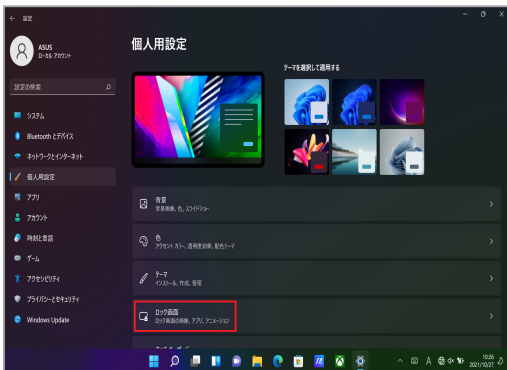 ← 設定
ASUS
ローカル アカウント
設定の検索
システム
Bluetooth とデバイス
ネットワークとインターネット
個人用設定
アプリ
アカウント
時刻と言語
ゲーム
アクセシビリティ
プライバシーとセキュリティ
Windows Update
個人用設定
テーマを選択して適用する
背景
背景画像、色、スライドショー
色
アクセント カラー、透明度効果、配色テーマ
テーマ
インストール、作成、管理
ロック画面
ロック画面の画像、アプリ、アニメーション
A
10:26
2021/10/27